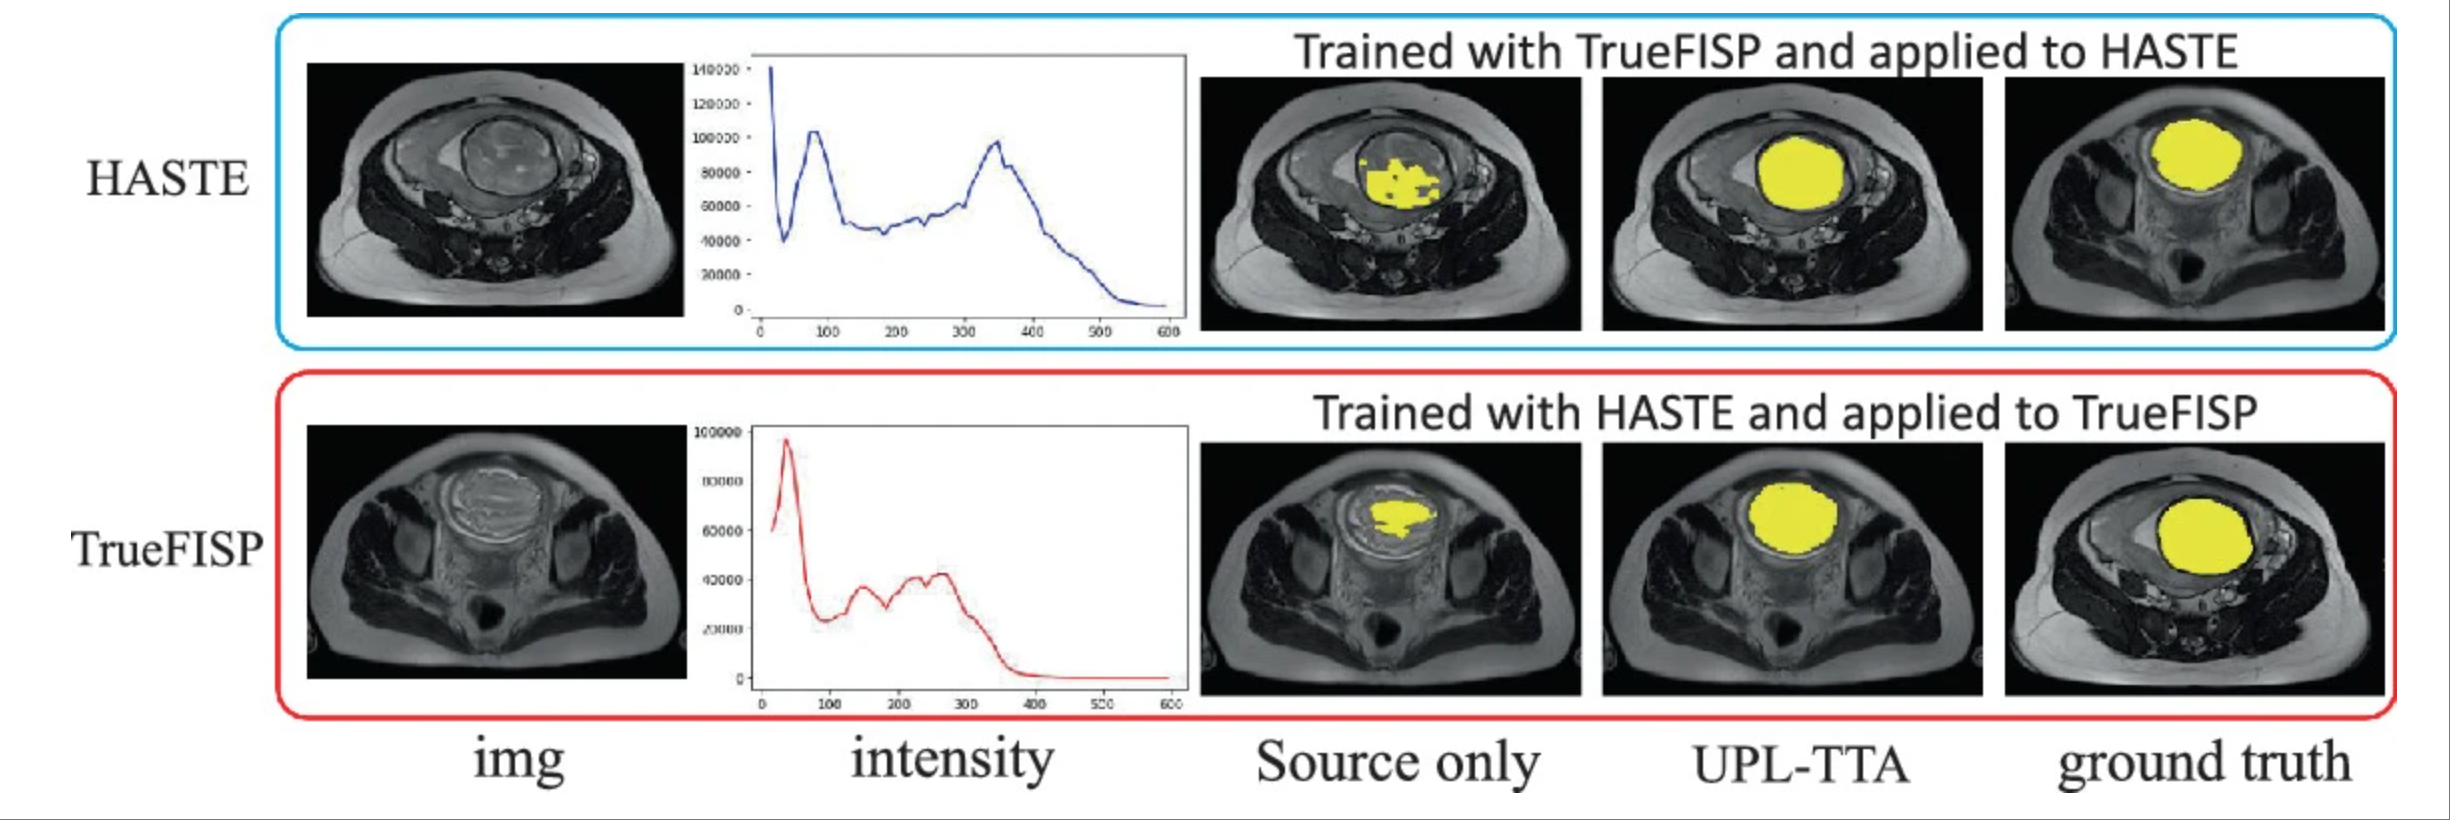 Trained with TrueFISP and applied to HASTE
HASTE
140000
120000
100000
80000
60000
40000
20000
0
0 100 200 300 400 500 600
Trained with HASTE and applied to TrueFISP
TrueFISP
100000
80000
60000
40000
20000
0
0 100 200 300 400 500 600
img intensity Source only UPL-TTA ground truth